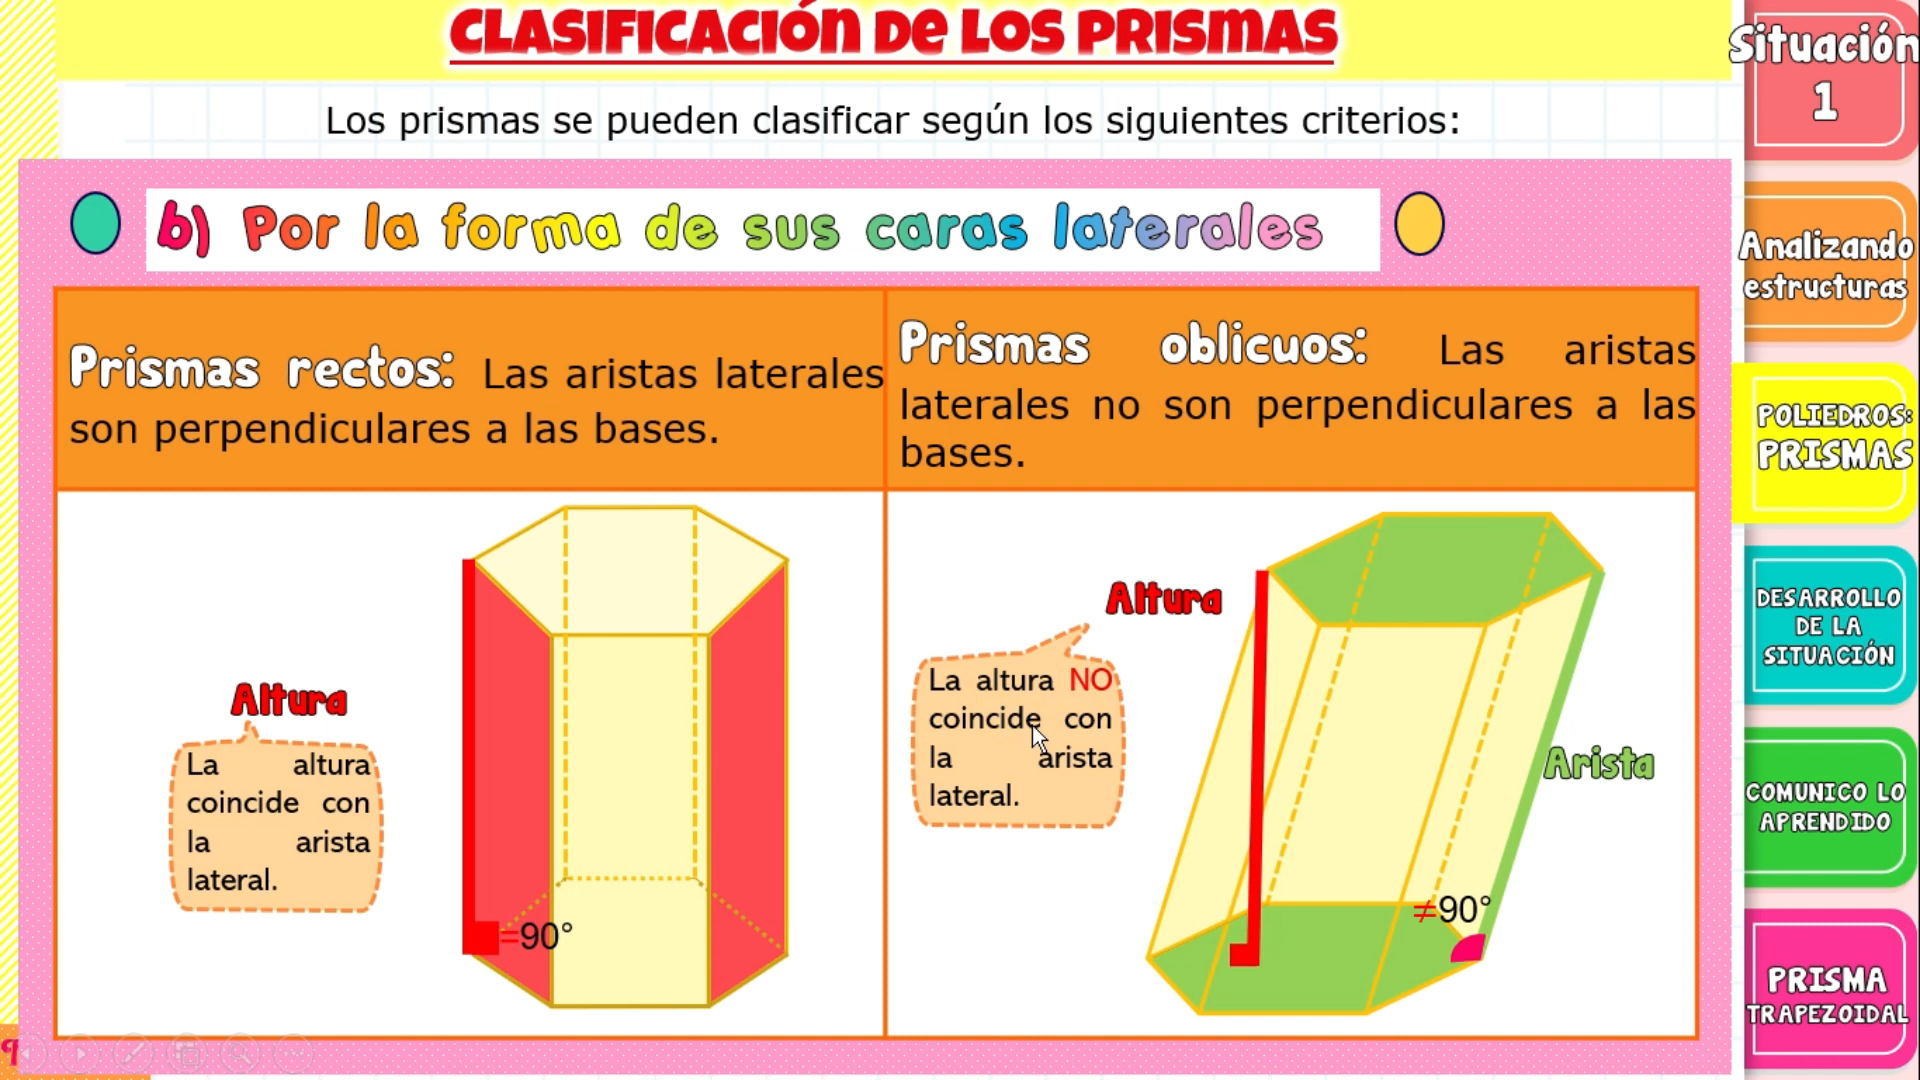 CLASIFICACIÓN DE LOS PRISMAS
Los prismas se pueden clasificar según los siguientes criterios:
b) Por la forma de sus caras laterales
Prismas rectos: Las aristas laterales
son perpendiculares a las bases.
Prismas oblicuos: Las aristas
laterales no son perpendiculares a las
bases.
Altura
La altura
coincide con
la arista
lateral.
=90°
Altura
La altura NO
coincide con
la arista
lateral.
Arista
≠90°
Situación
1
Analizando
estructuras
POLIEDROS:
PRISMAS
DESARROLLO
DE LA
SITUACIÓN
COMUNICO LO
APRENDIDO
PRISMA
TRAPEZOIDAL